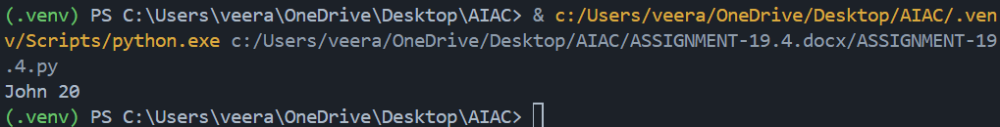 (.venv) PS C:\Users\veera\OneDrive\Desktop\AIAC> & c:/Users/veera/OneDrive/Desktop/AIAC/.ven
v/Scripts/python.exe c:/Users/veera/OneDrive/Desktop/AIAC/ASSIGNMENT-19.4.docx/ASSIGNMENT-19
.4.py
John 20
(.venv) PS C:\Users\veera\OneDrive\Desktop\AIAC>